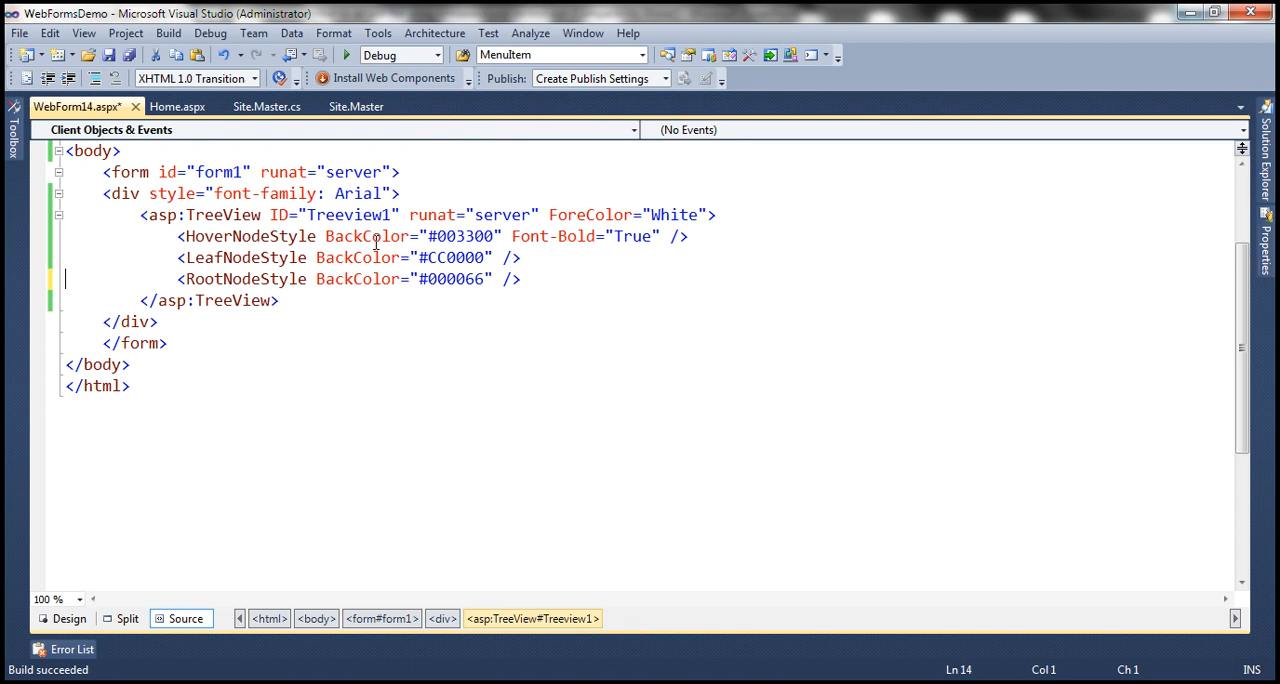 WebFormsDemo - Microsoft Visual Studio (Administrator)
File Edit View Project Build Debug Team Data Format Tools Architecture Test Analyze Window Help
Debug MenuItem
XHTML 1.0 Transition Install Web Components Publish: Create Publish Settings
WebForm14.aspx* Home.aspx Site.Master.cs Site.Master
Client Objects & Events (No Events)
Toolbox
Solution Explorer
Properties
<body>
<form id="form1" runat="server">
<div style="font-family: Arial">
<asp:TreeView ID="Treeview1" runat="server" ForeColor="White">
<HoverNodeStyle BackColor="#003300" Font-Bold="True" />
<LeafNodeStyle BackColor="#CC0000" />
<RootNodeStyle BackColor="#000066" />
</asp:TreeView>
</div>
</form>
</body>
</html>
100 %
Design Split Source <html> <body> <form#form1> <div> <asp:TreeView#Treeview1>
Error List
Build succeeded Ln 14 Col 1 Ch 1 INS